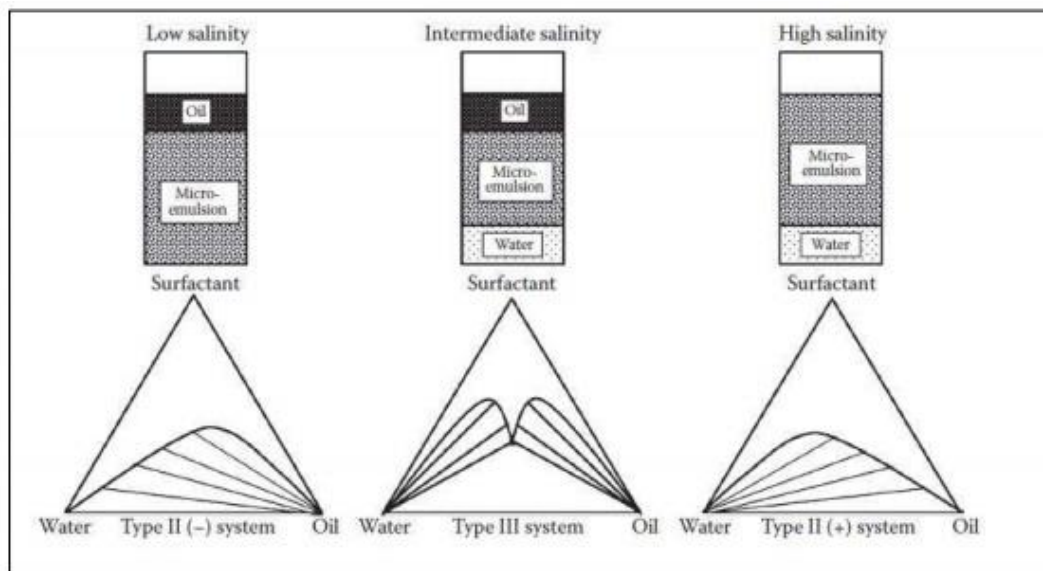 Low salinity Intermediate salinity High salinity
Oil Oil
Micro-
emulsion
Micro-
emulsion
Micro-
emulsion
Water Water
Surfactant Surfactant Surfactant
Water Type II (–) system Oil Water Type III system Oil Water Type II (+) system Oil